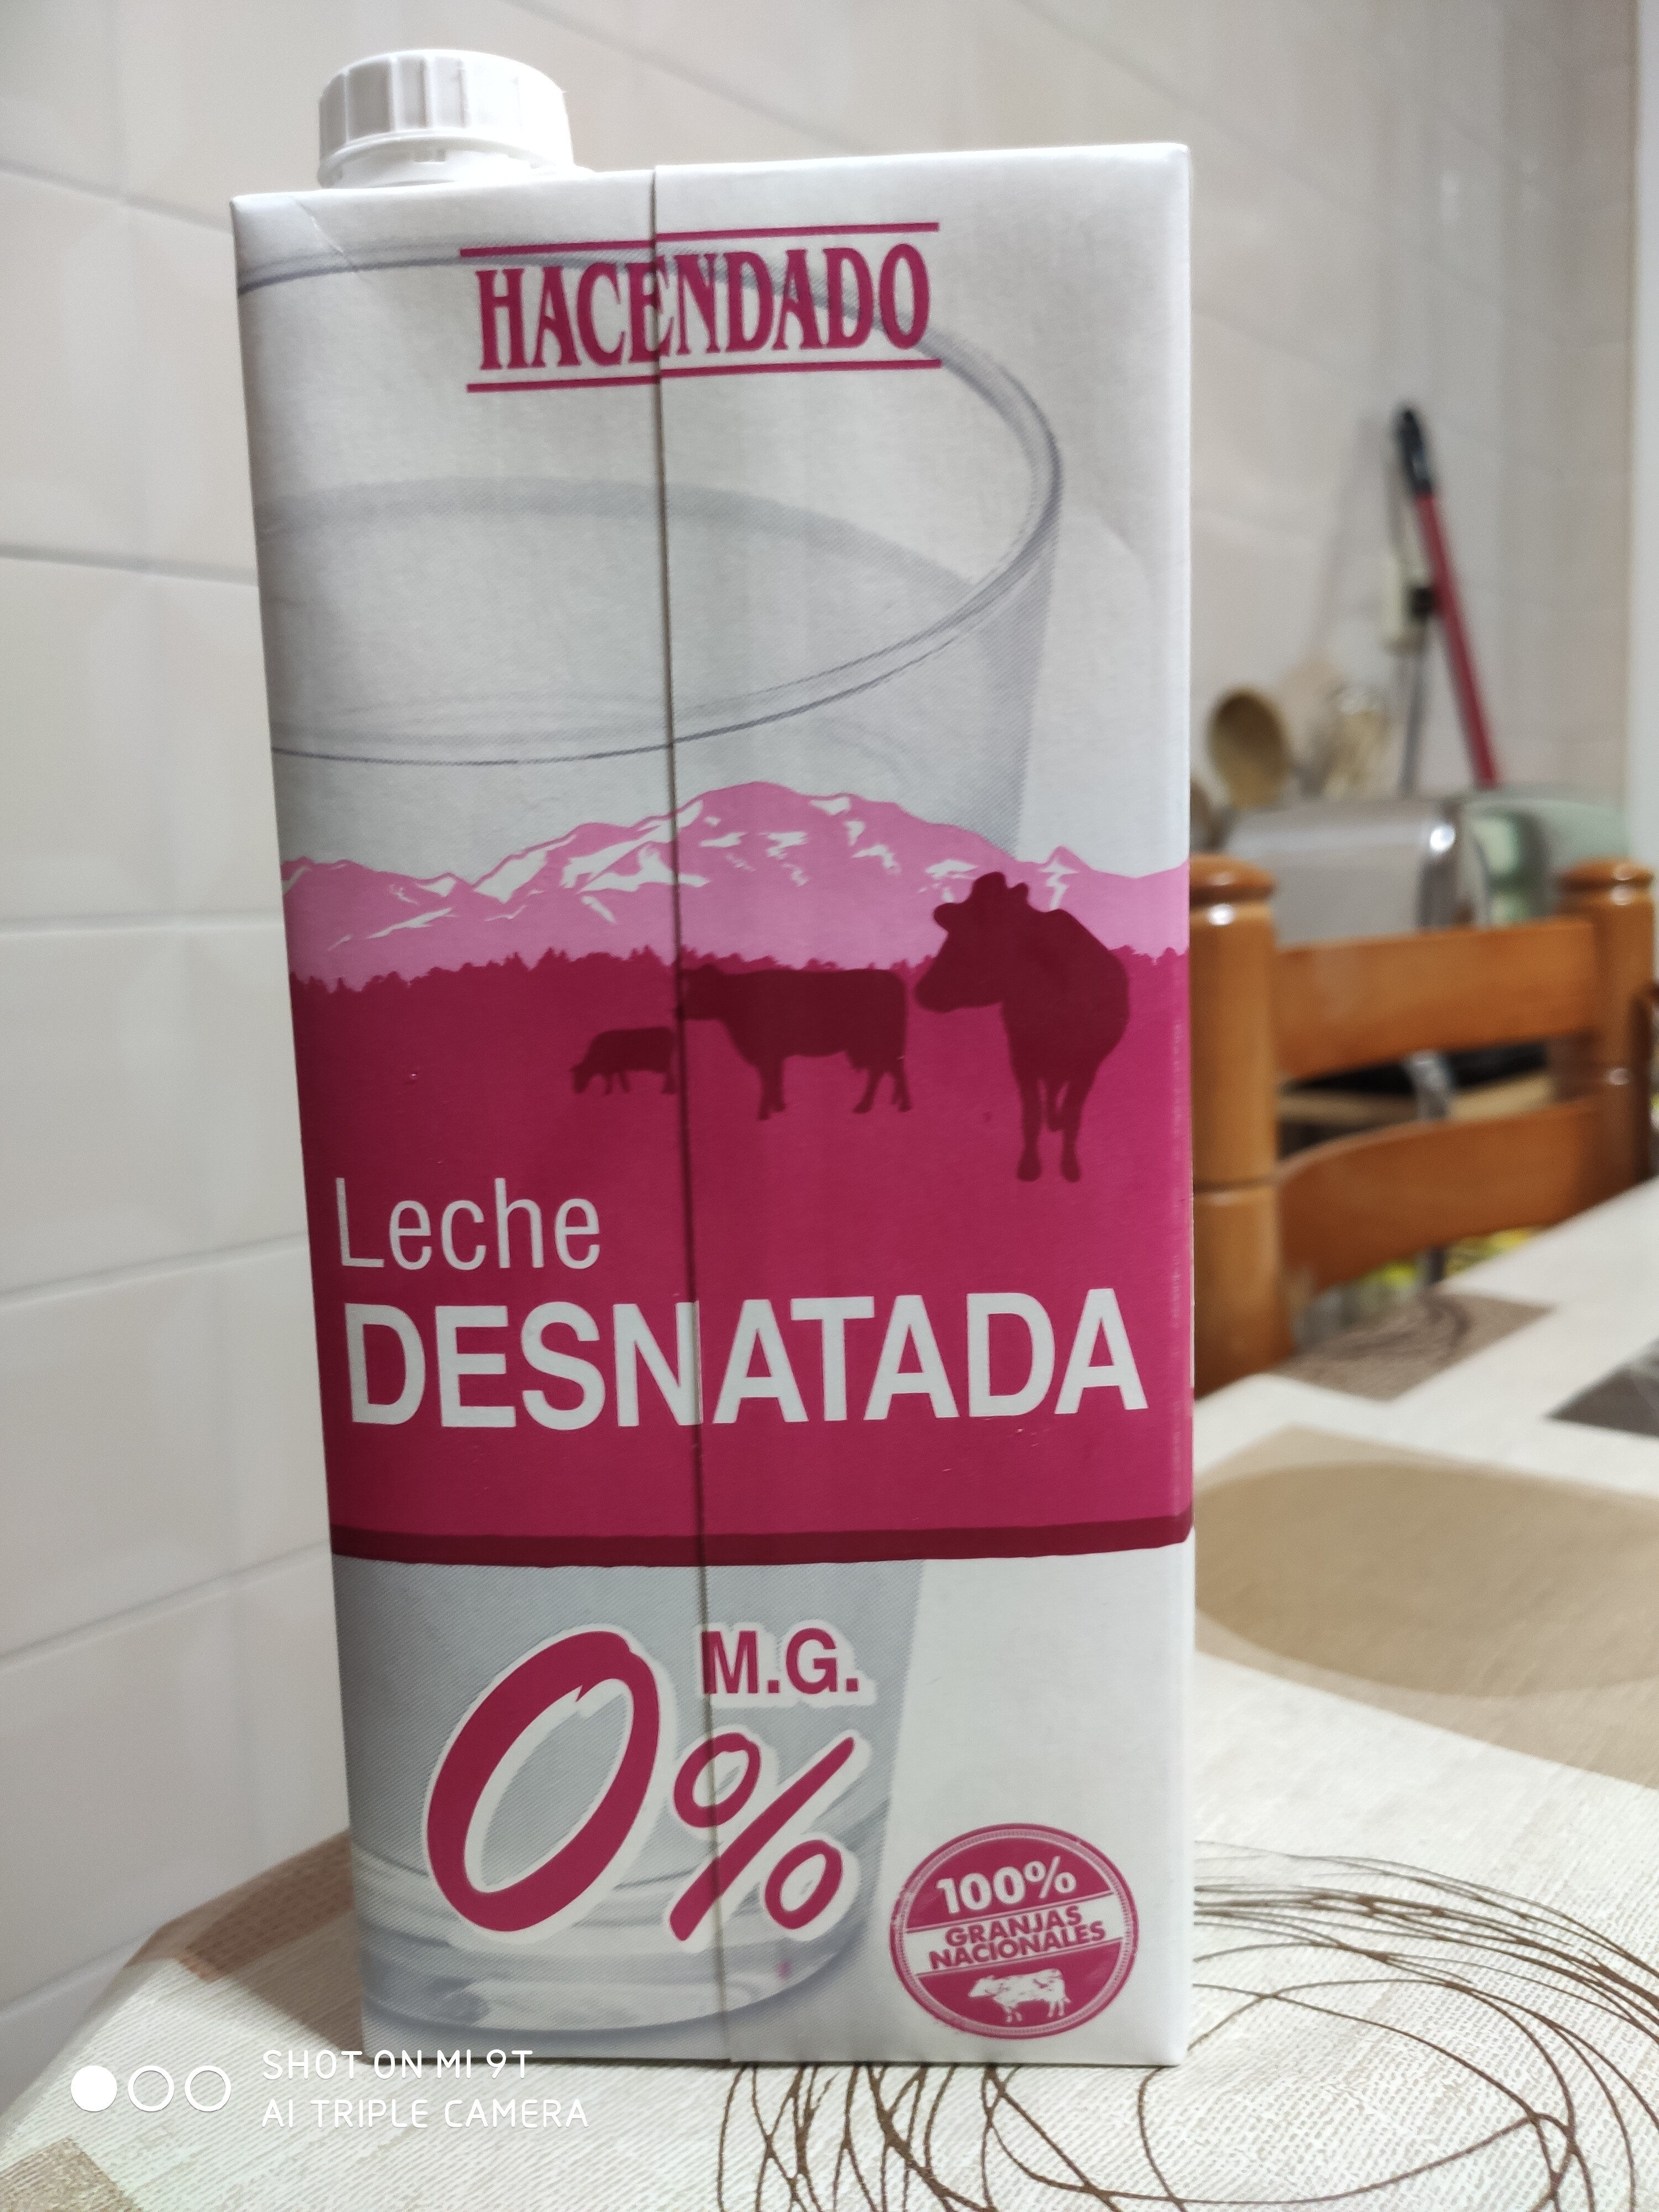 HACENDADO
Leche
DESNATADA
0% M.G.
100%
GRANJAS
NACIONALES
SHOT ON MI 9T
AI TRIPLE CAMERA